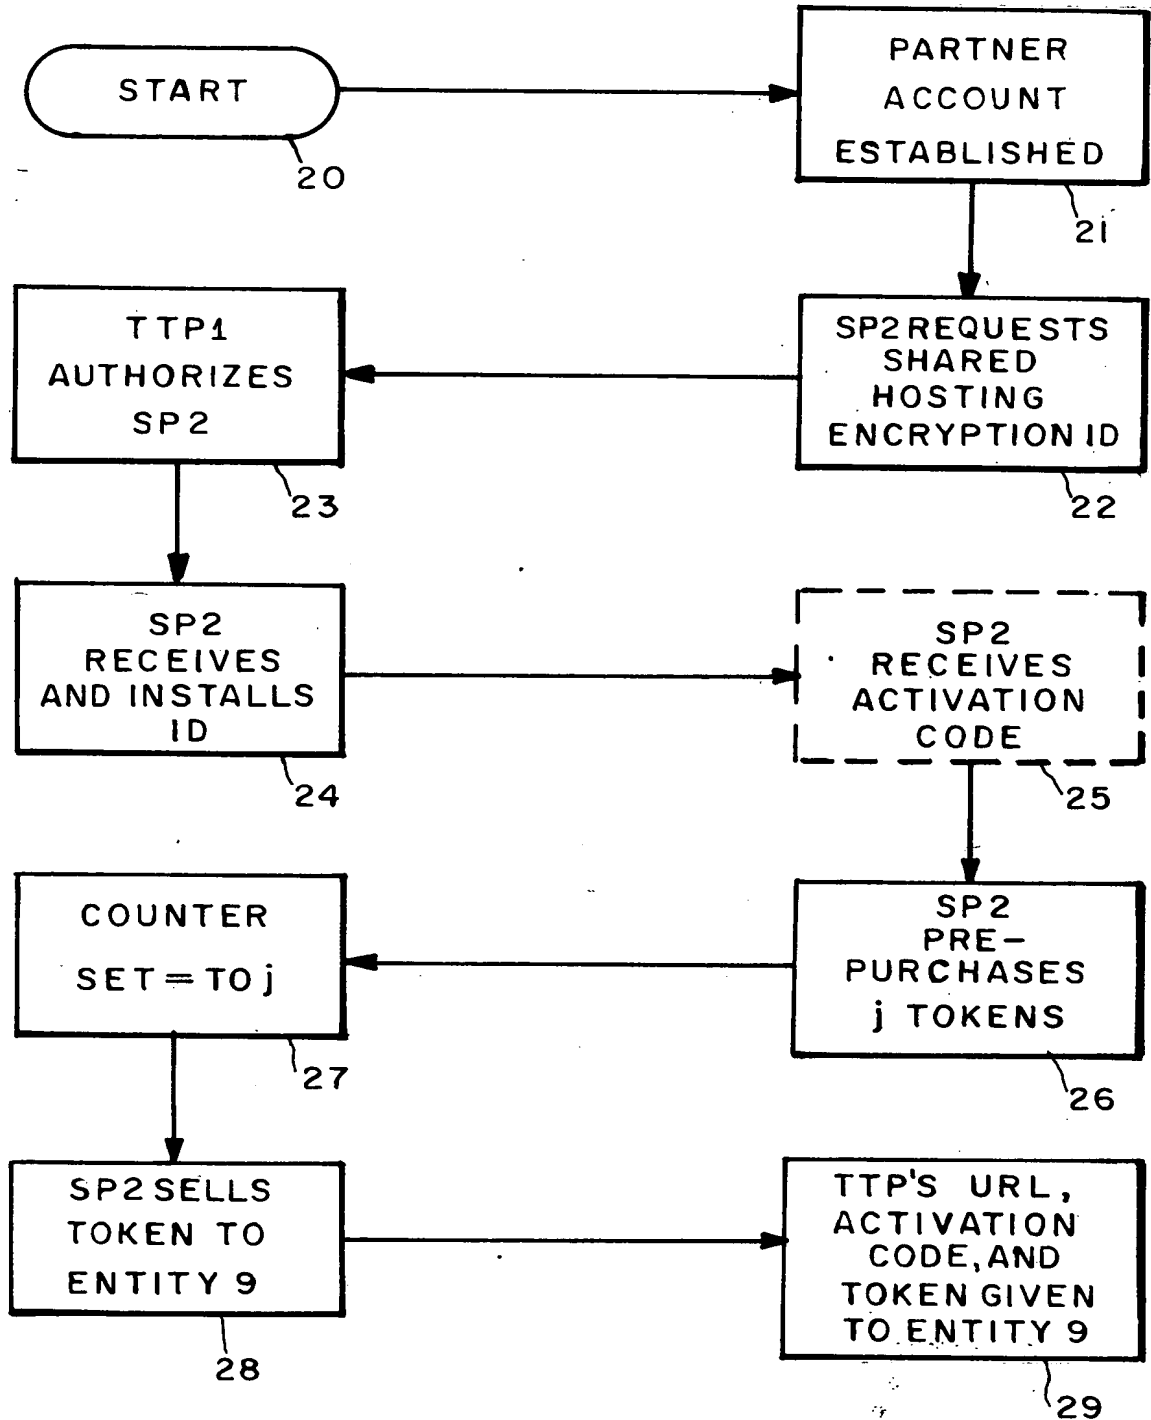 START
20
PARTNER
ACCOUNT
ESTABLISHED
21
SP2 REQUESTS
SHARED
HOSTING
ENCRYPTION ID
22
TTP1
AUTHORIZES
SP2
23
SP2
RECEIVES
AND INSTALLS
ID
24
SP2
RECEIVES
ACTIVATION
CODE
25
SP2
PRE-
PURCHASES
j TOKENS
26
COUNTER
SET = TO j
27
SP2 SELLS
TOKEN TO
ENTITY 9
28
TTP'S URL,
ACTIVATION
CODE, AND
TOKEN GIVEN
TO ENTITY 9
29